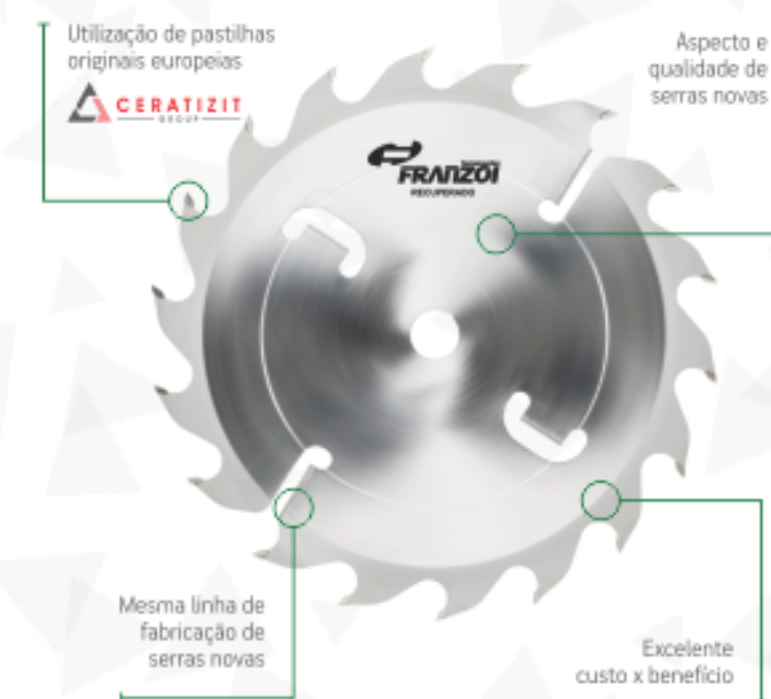 Utilização de pastilhas
originais europeias
CERATIZIT
GROUP
Aspecto e
qualidade de
serras novas
FRANZOI
RECUPERADO
Mesma linha de
fabricação de
serras novas
Excelente
custo x benefício